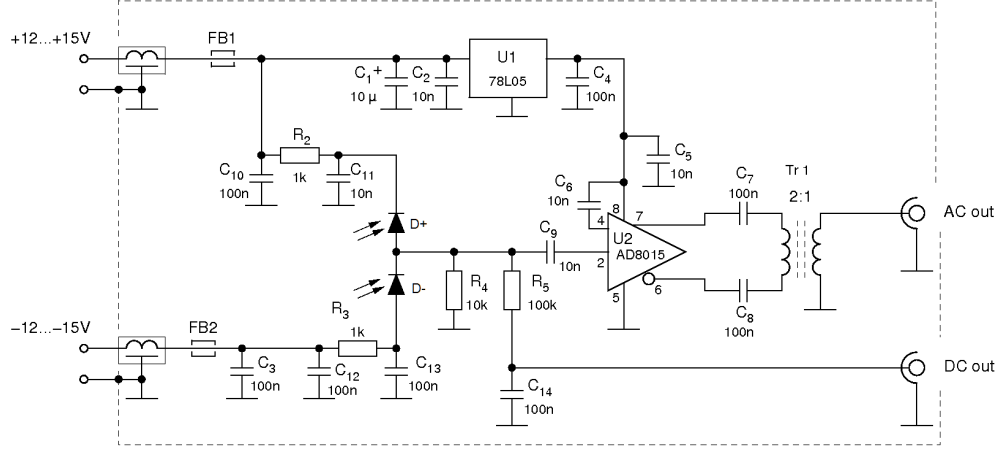 +12...+15V
FB1
C1 +
10 µ
C2
10n
U1
78L05
C4
100n
R2
1k
C10
100n
C11
10n
C5
10n
C6
10n
8
7
4
U2
AD8015
2
5
6
C7
100n
Tr 1
2:1
AC out
D+
C9
10n
D-
R3
1k
R4
10k
R5
100k
C8
100n
−12...−15V
FB2
C3
100n
C12
100n
C13
100n
C14
100n
DC out